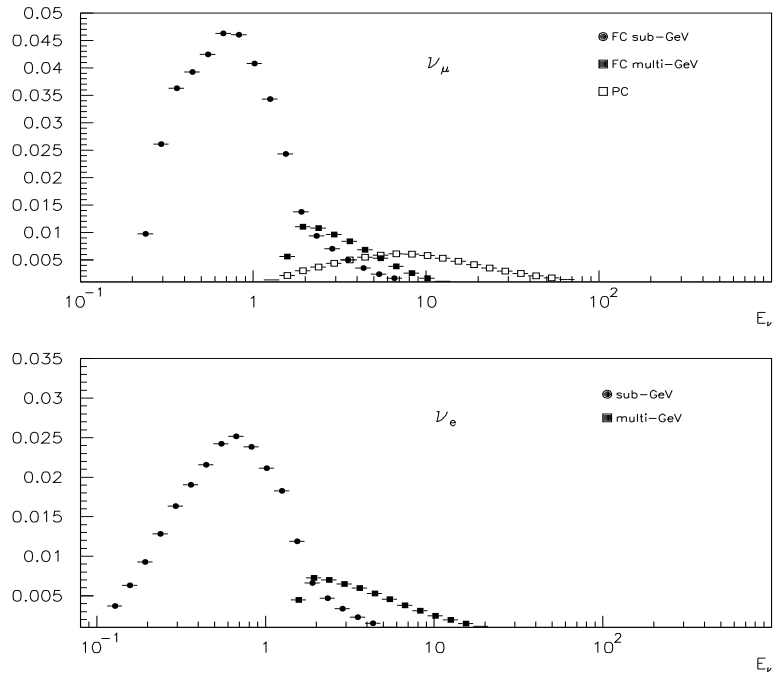 0.05
0.045
0.04
0.035
0.03
0.025
0.02
0.015
0.01
0.005
ν_μ
FC sub-GeV
FC multi-GeV
PC
10^-1 1 10 10^2
E_ν
0.035
0.03
0.025
0.02
0.015
0.01
0.005
ν_e
sub-GeV
multi-GeV
10^-1 1 10 10^2
E_ν